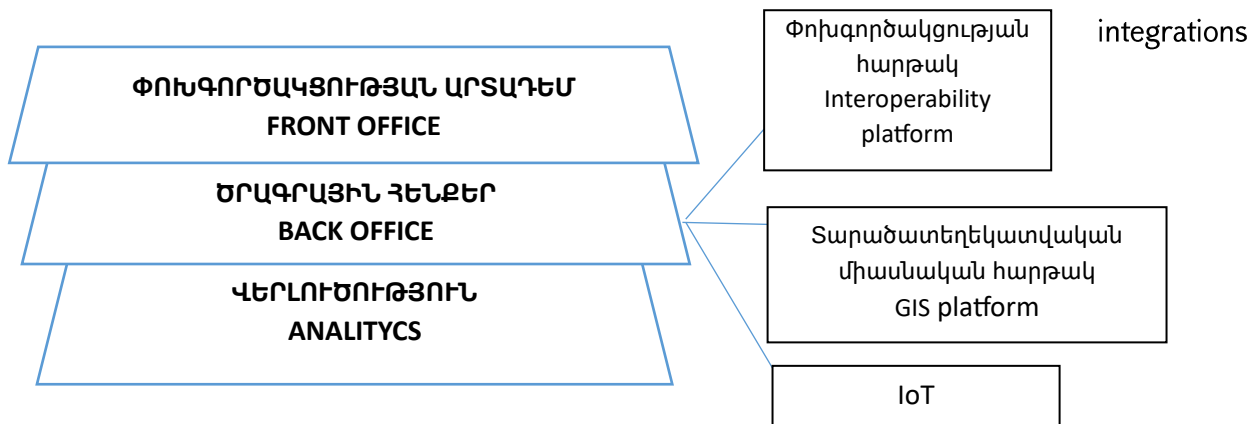 ՓՈԽԳՈՐԾԱԿՑՈՒԹՅԱՆ ԱՐՏԱԴԵՄ
FRONT OFFICE
ԾՐԱԳՐԱՅԻՆ ՀԵՆՔԵՐ
BACK OFFICE
ՎԵՐԼՈՒԾՈՒԹՅՈՒՆ
ANALITYCS
Փոխգործակցության
հարթակ
Interoperability
platform
integrations
Տարածատեղեկատվական
միասնական հարթակ
GIS platform
IoT